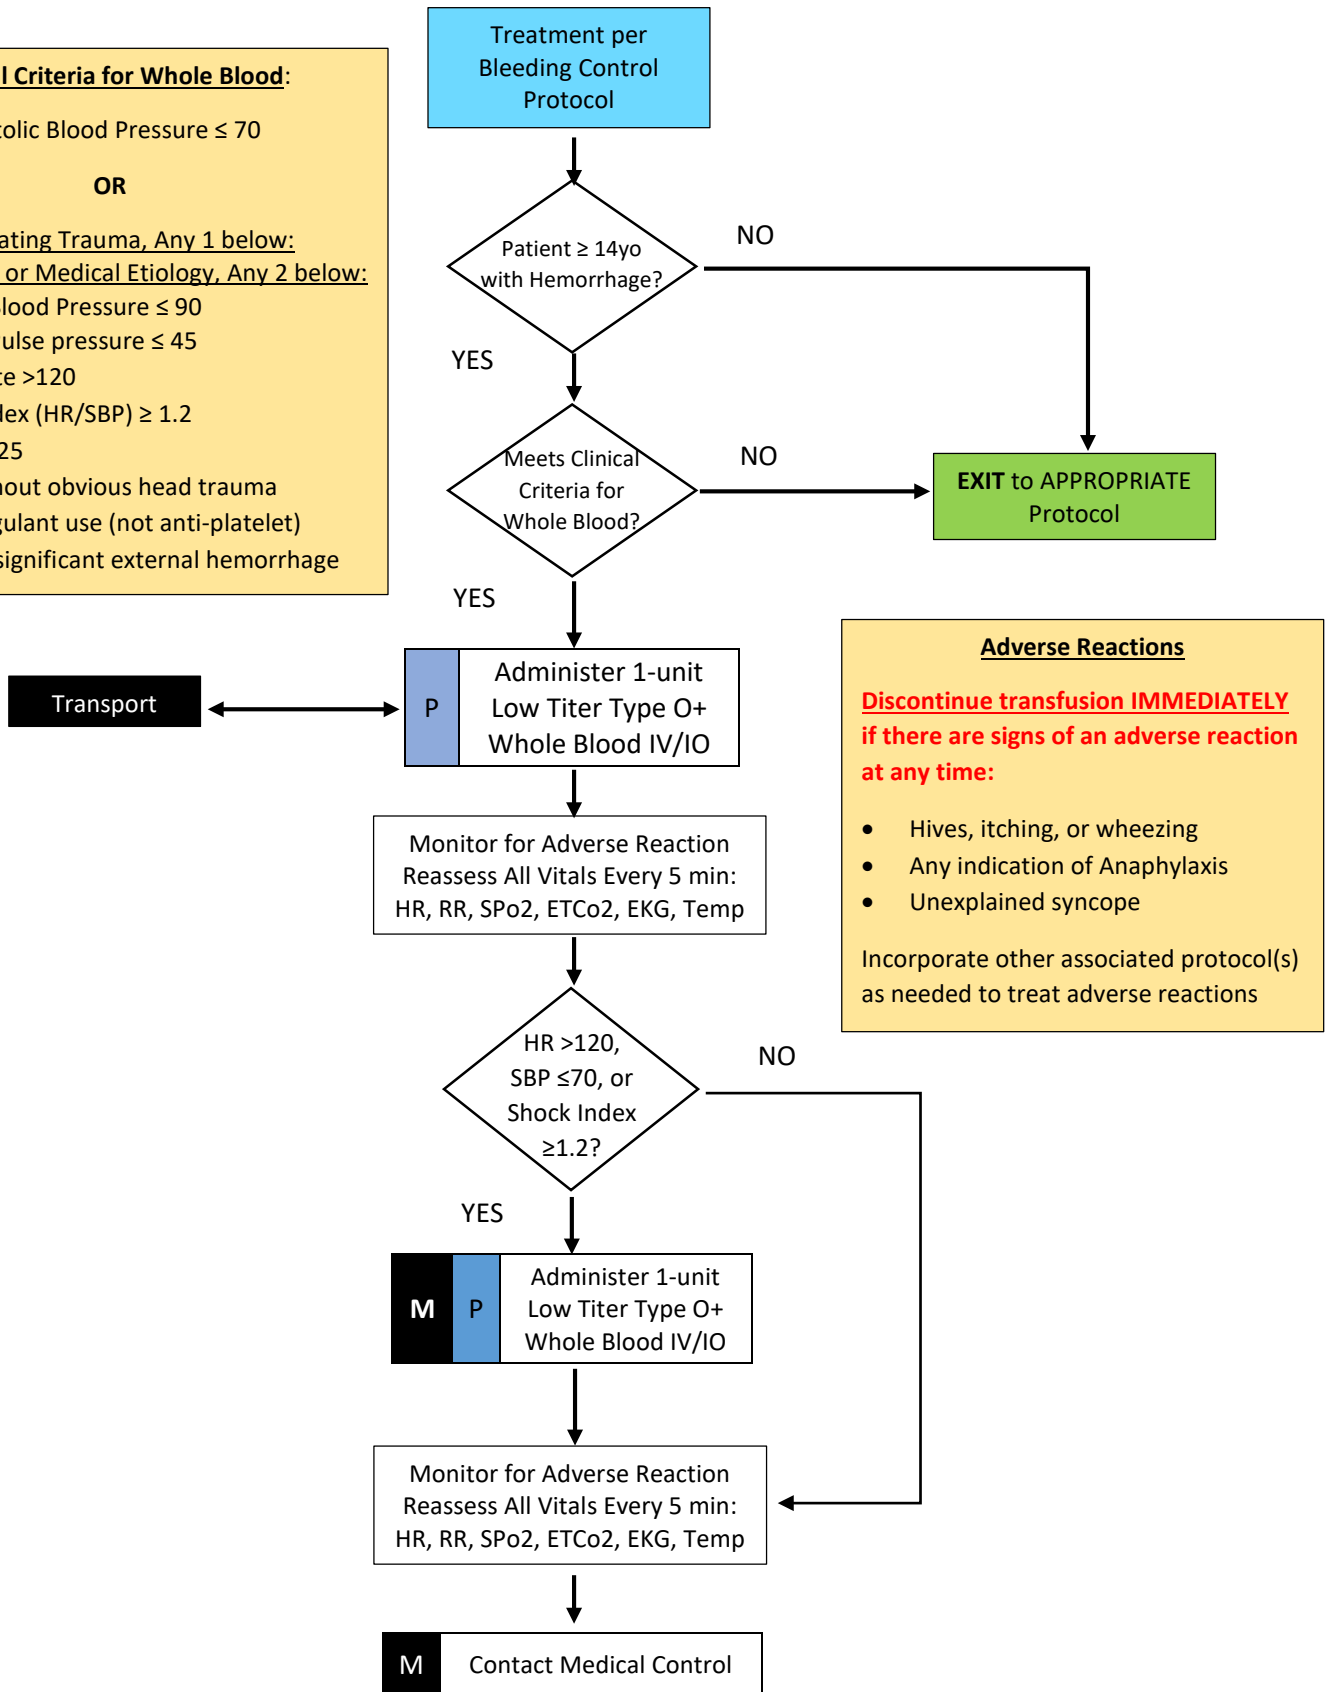 Treatment per
Bleeding Control
Protocol
Criteria for Whole Blood:
Blood Pressure ≤ 70
OR
Trauma, Any 1 below:
or Medical Etiology, Any 2 below:
Blood Pressure ≤ 90
pressure ≤ 45
>120
(HR/SBP) ≥ 1.2
25
obvious head trauma
use (not anti-platelet)
significant external hemorrhage
Patient ≥ 14yo
with Hemorrhage?
NO
YES
Meets Clinical
Criteria for
Whole Blood?
NO
EXIT to APPROPRIATE
Protocol
YES
Transport
P
Administer 1-unit
Low Titer Type O+
Whole Blood IV/IO
Adverse Reactions
Discontinue transfusion IMMEDIATELY
if there are signs of an adverse reaction
at any time:
• Hives, itching, or wheezing
• Any indication of Anaphylaxis
• Unexplained syncope
Incorporate other associated protocol(s)
as needed to treat adverse reactions
Monitor for Adverse Reaction
Reassess All Vitals Every 5 min:
HR, RR, SPo2, ETCo2, EKG, Temp
HR >120,
SBP ≤70, or
Shock Index
≥1.2?
NO
YES
M P
Administer 1-unit
Low Titer Type O+
Whole Blood IV/IO
Monitor for Adverse Reaction
Reassess All Vitals Every 5 min:
HR, RR, SPo2, ETCo2, EKG, Temp
M Contact Medical Control